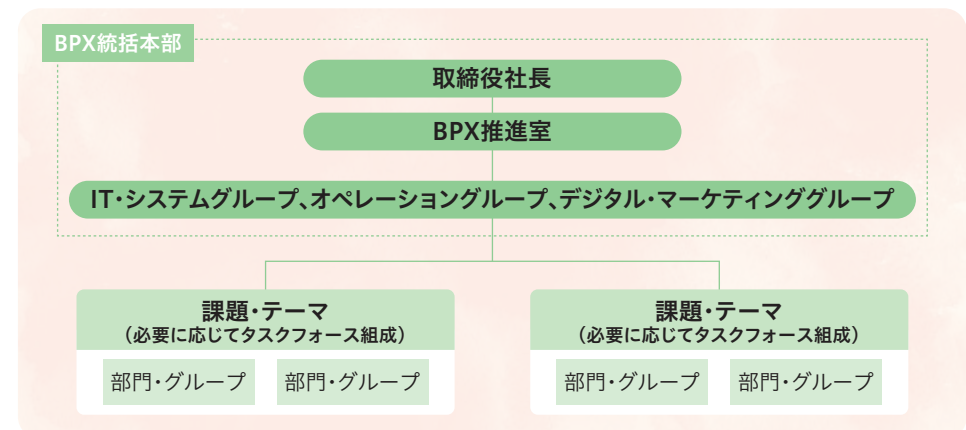 BPX統括本部
取締役社長
BPX推進室
IT・システムグループ、オペレーショングループ、デジタル・マーケティンググループ
課題・テーマ
（必要に応じてタスクフォース組成）
部門・グループ
部門・グループ
課題・テーマ
（必要に応じてタスクフォース組成）
部門・グループ
部門・グループ